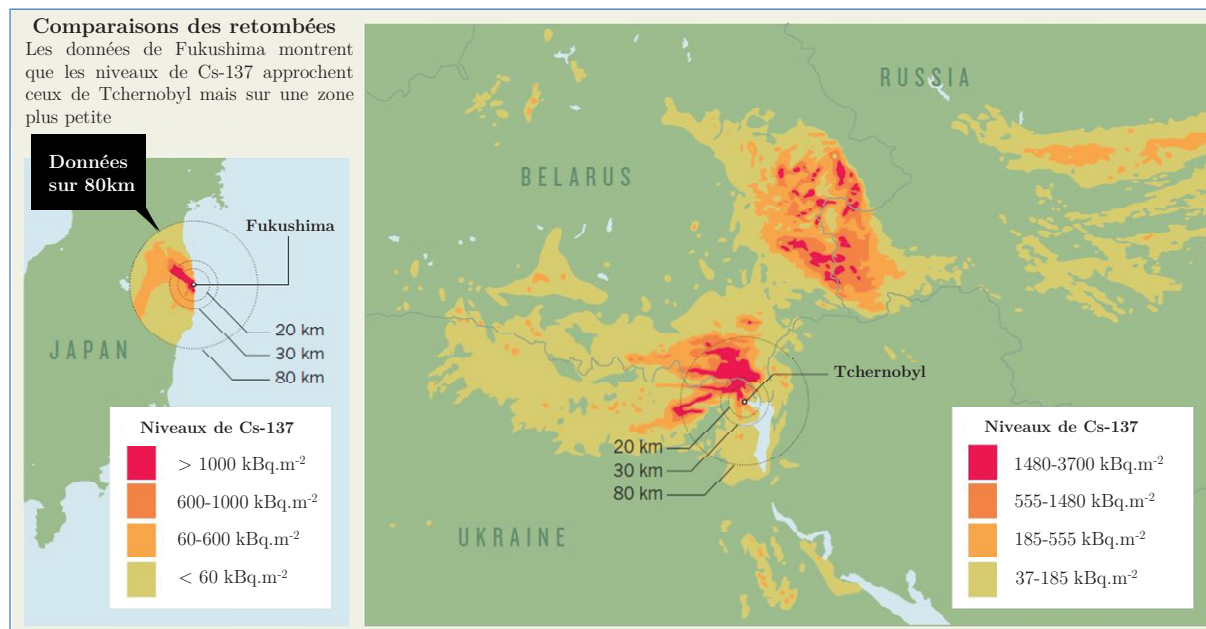 Comparaisons des retombées
Les données de Fukushima montrent
que les niveaux de Cs-137 approchent
ceux de Tchernobyl mais sur une zone
plus petite
Données
sur 80km
Fukushima
20 km
30 km
80 km
JAPAN
Niveaux de Cs-137
> 1000 kBq.m⁻²
600-1000 kBq.m⁻²
60-600 kBq.m⁻²
< 60 kBq.m⁻²
RUSSIA
BELARUS
Tchernobyl
20 km
30 km
80 km
UKRAINE
Niveaux de Cs-137
1480-3700 kBq.m⁻²
555-1480 kBq.m⁻²
185-555 kBq.m⁻²
37-185 kBq.m⁻²